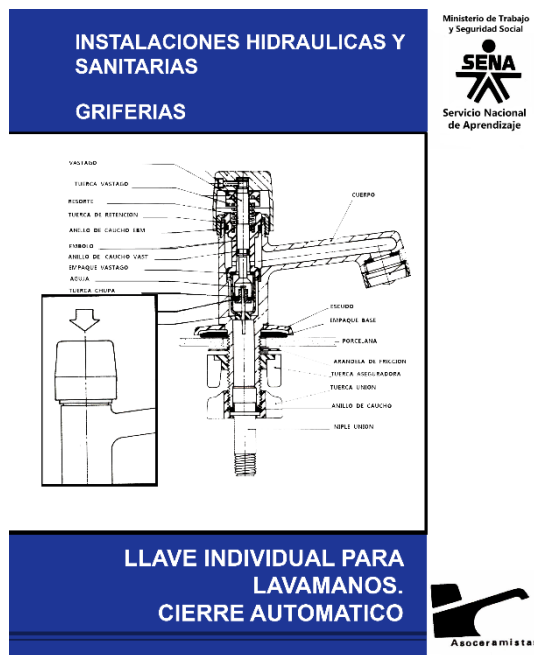 INSTALACIONES HIDRAULICAS Y
SANITARIAS
GRIFERIAS
Ministerio de Trabajo
y Seguridad Social
SENA
Servicio Nacional
de Aprendizaje
VASTAGO
TUERCA VASTAGO
RESORTE
TUERCA DE RETENCION
ANILLO DE CAUCHO EBM
EMBOLO
ANILLO DE CAUCHO VAST
EMPAQUE VASTAGO
AGUJA
TUERCA CHUPA
CUERPO
ESCUDO
EMPAQUE BASE
PORCELANA
ARANDELA DE FRICCION
TUERCA ASEGURADORA
TUERCA UNION
ANILLO DE CAUCHO
NIPLE UNION
LLAVE INDIVIDUAL PARA
LAVAMANOS.
CIERRE AUTOMATICO
Asoceramistas